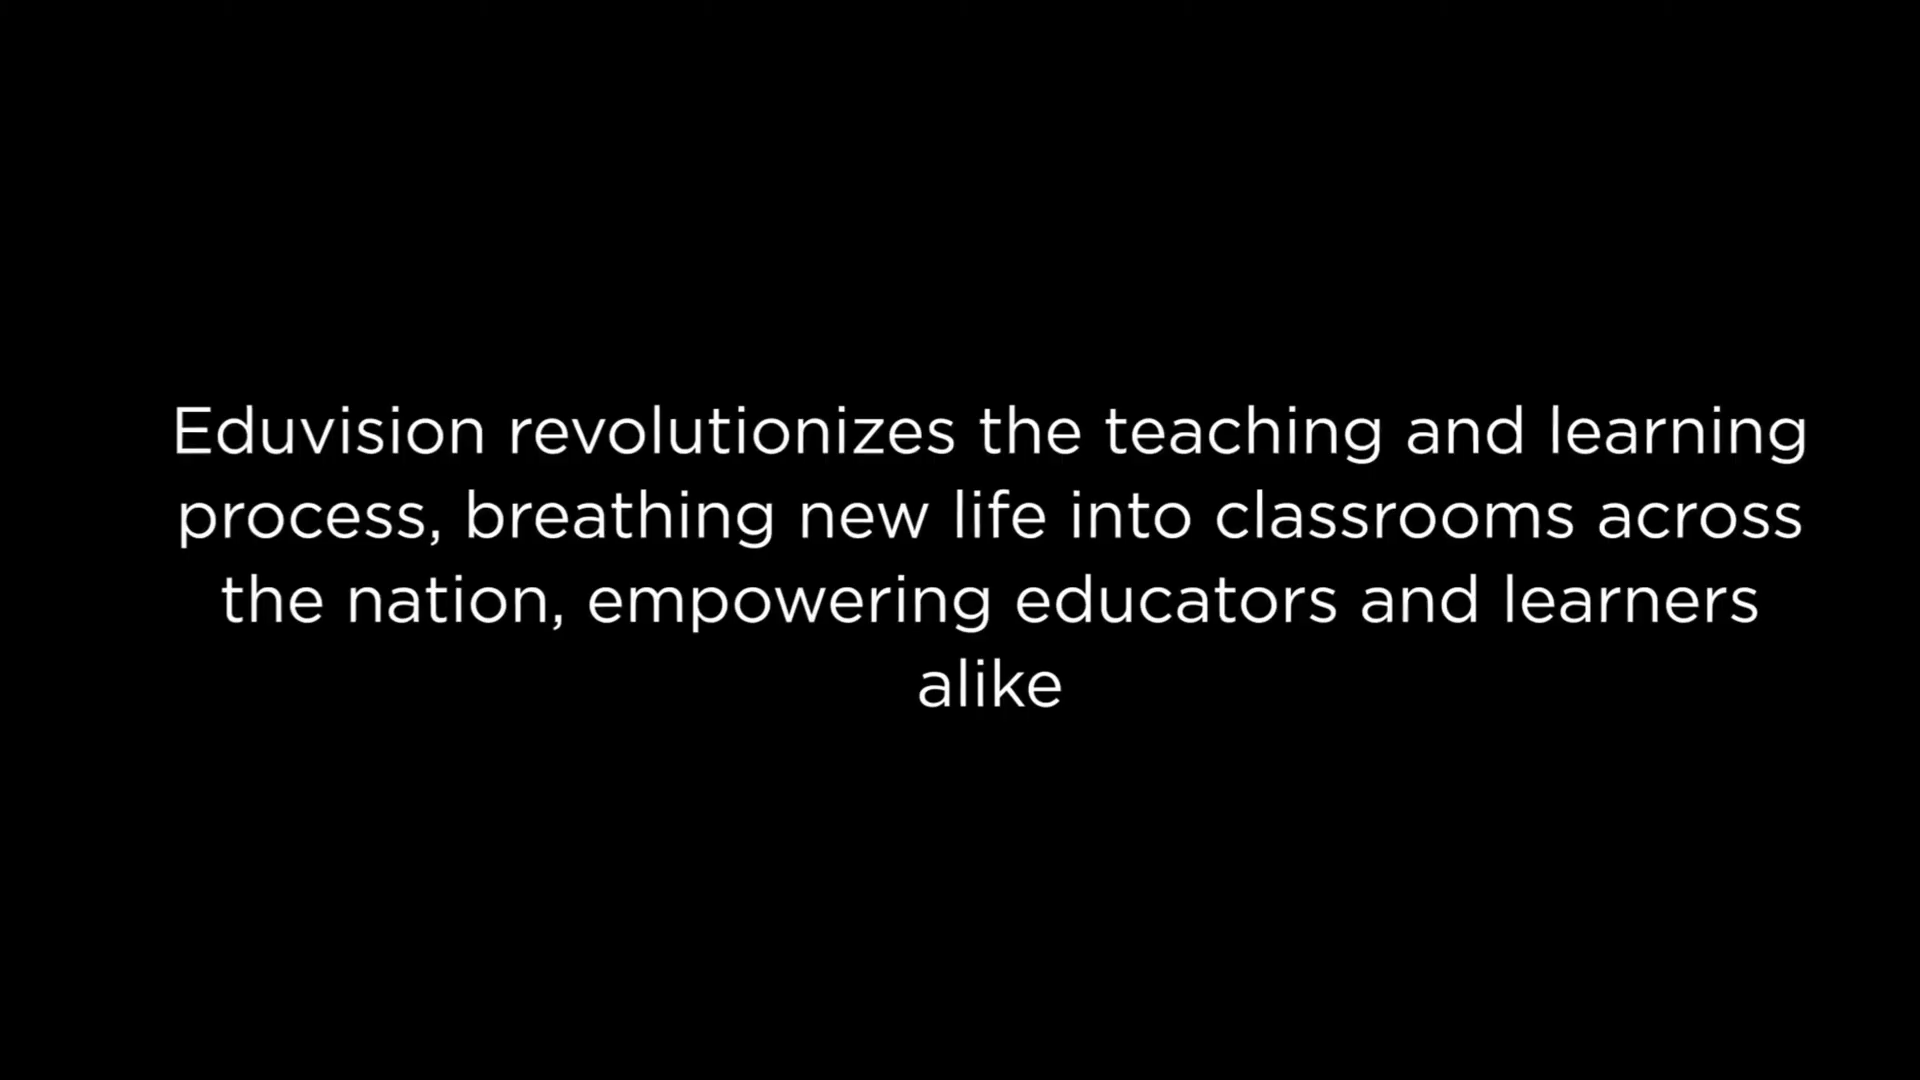 Eduvision revolutionizes the teaching and learning
process, breathing new life into classrooms across
the nation, empowering educators and learners
alike